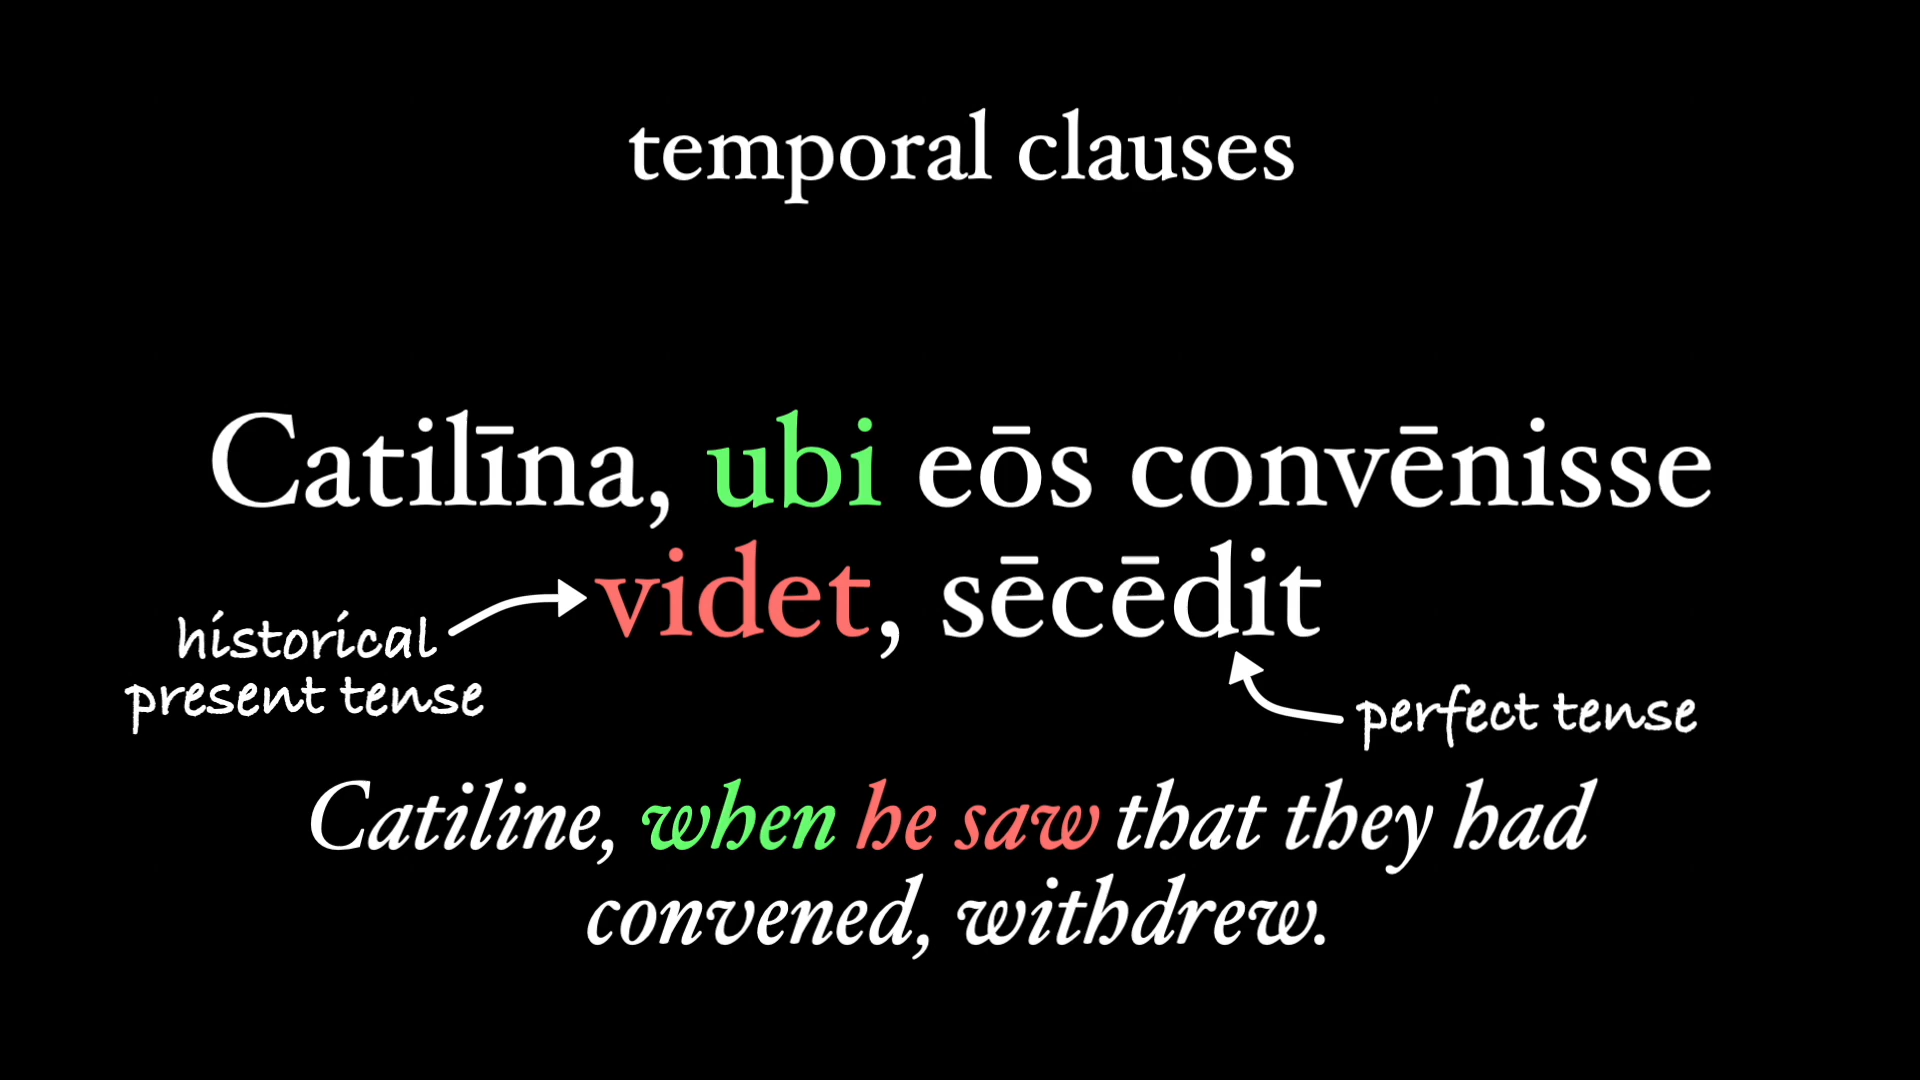 temporal clauses
Catilīna, ubi eōs convēnisse
videt, sēcēdit
historical
present tense
perfect tense
Catiline, when he saw that they had
convened, withdrew.